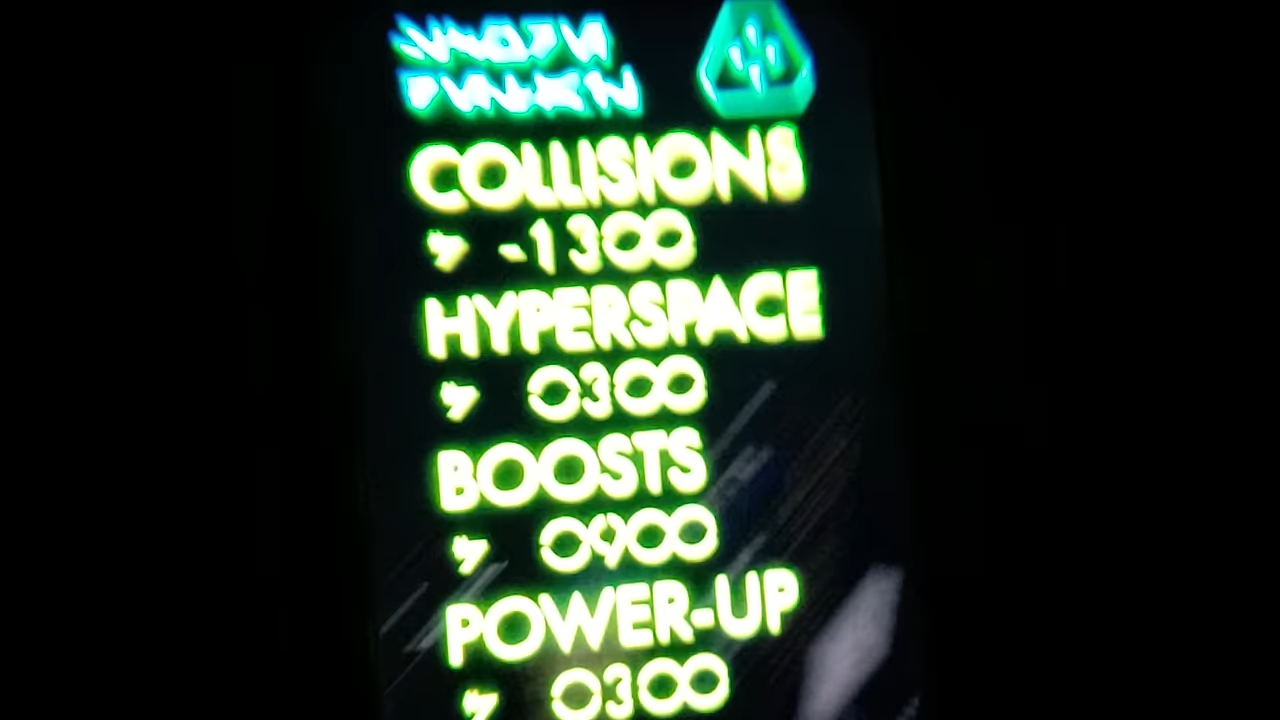 COLLISIONS
-1300
HYPERSPACE
0300
BOOSTS
0900
POWER-UP
0300